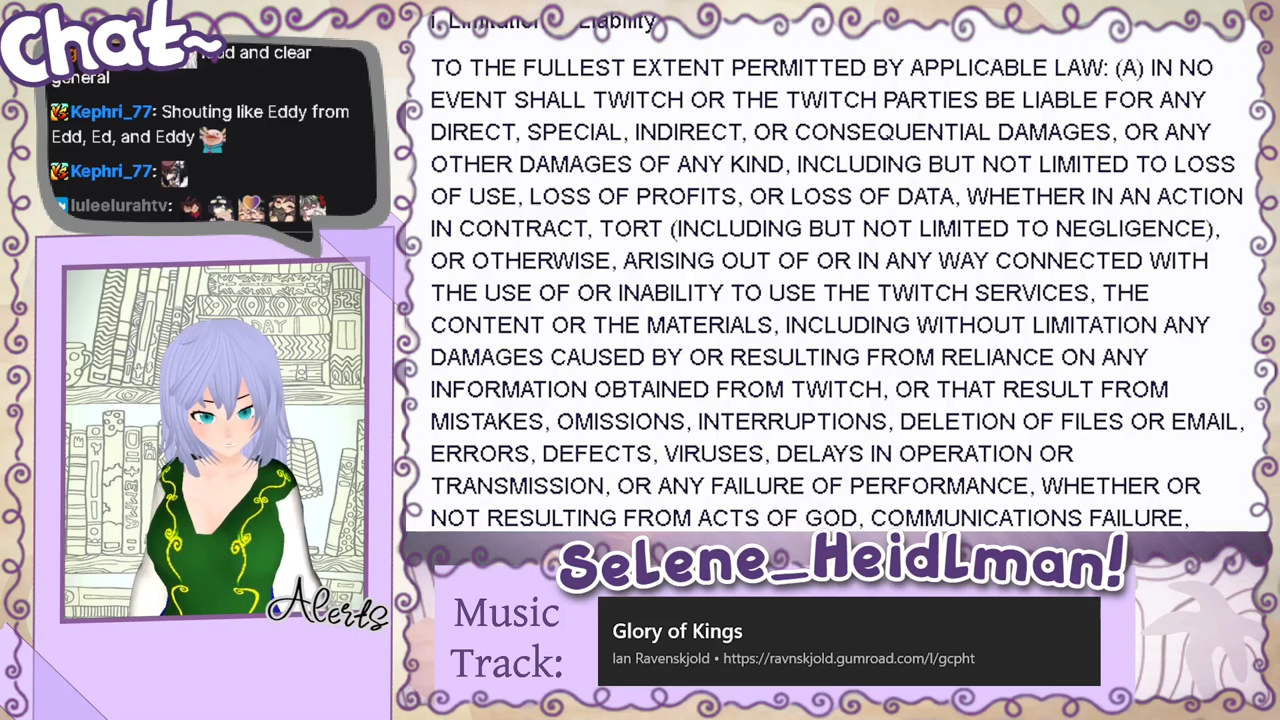 Chat~
loud and clear
general
Kephri_77: Shouting like Eddy from
Edd, Ed, and Eddy
Kephri_77:
luleelurahtv:
DAY
EMMA
Alerts
i. Limitation Liability
TO THE FULLEST EXTENT PERMITTED BY APPLICABLE LAW: (A) IN NO
EVENT SHALL TWITCH OR THE TWITCH PARTIES BE LIABLE FOR ANY
DIRECT, SPECIAL, INDIRECT, OR CONSEQUENTIAL DAMAGES, OR ANY
OTHER DAMAGES OF ANY KIND, INCLUDING BUT NOT LIMITED TO LOSS
OF USE, LOSS OF PROFITS, OR LOSS OF DATA, WHETHER IN AN ACTION
IN CONTRACT, TORT (INCLUDING BUT NOT LIMITED TO NEGLIGENCE),
OR OTHERWISE, ARISING OUT OF OR IN ANY WAY CONNECTED WITH
THE USE OF OR INABILITY TO USE THE TWITCH SERVICES, THE
CONTENT OR THE MATERIALS, INCLUDING WITHOUT LIMITATION ANY
DAMAGES CAUSED BY OR RESULTING FROM RELIANCE ON ANY
INFORMATION OBTAINED FROM TWITCH, OR THAT RESULT FROM
MISTAKES, OMISSIONS, INTERRUPTIONS, DELETION OF FILES OR EMAIL,
ERRORS, DEFECTS, VIRUSES, DELAYS IN OPERATION OR
TRANSMISSION, OR ANY FAILURE OF PERFORMANCE, WHETHER OR
NOT RESULTING FROM ACTS OF GOD, COMMUNICATIONS FAILURE,
Selene_Heidlman!
Music
Track:
Glory of Kings
Ian Ravenskjold • https://ravnskjold.gumroad.com/l/gcpht